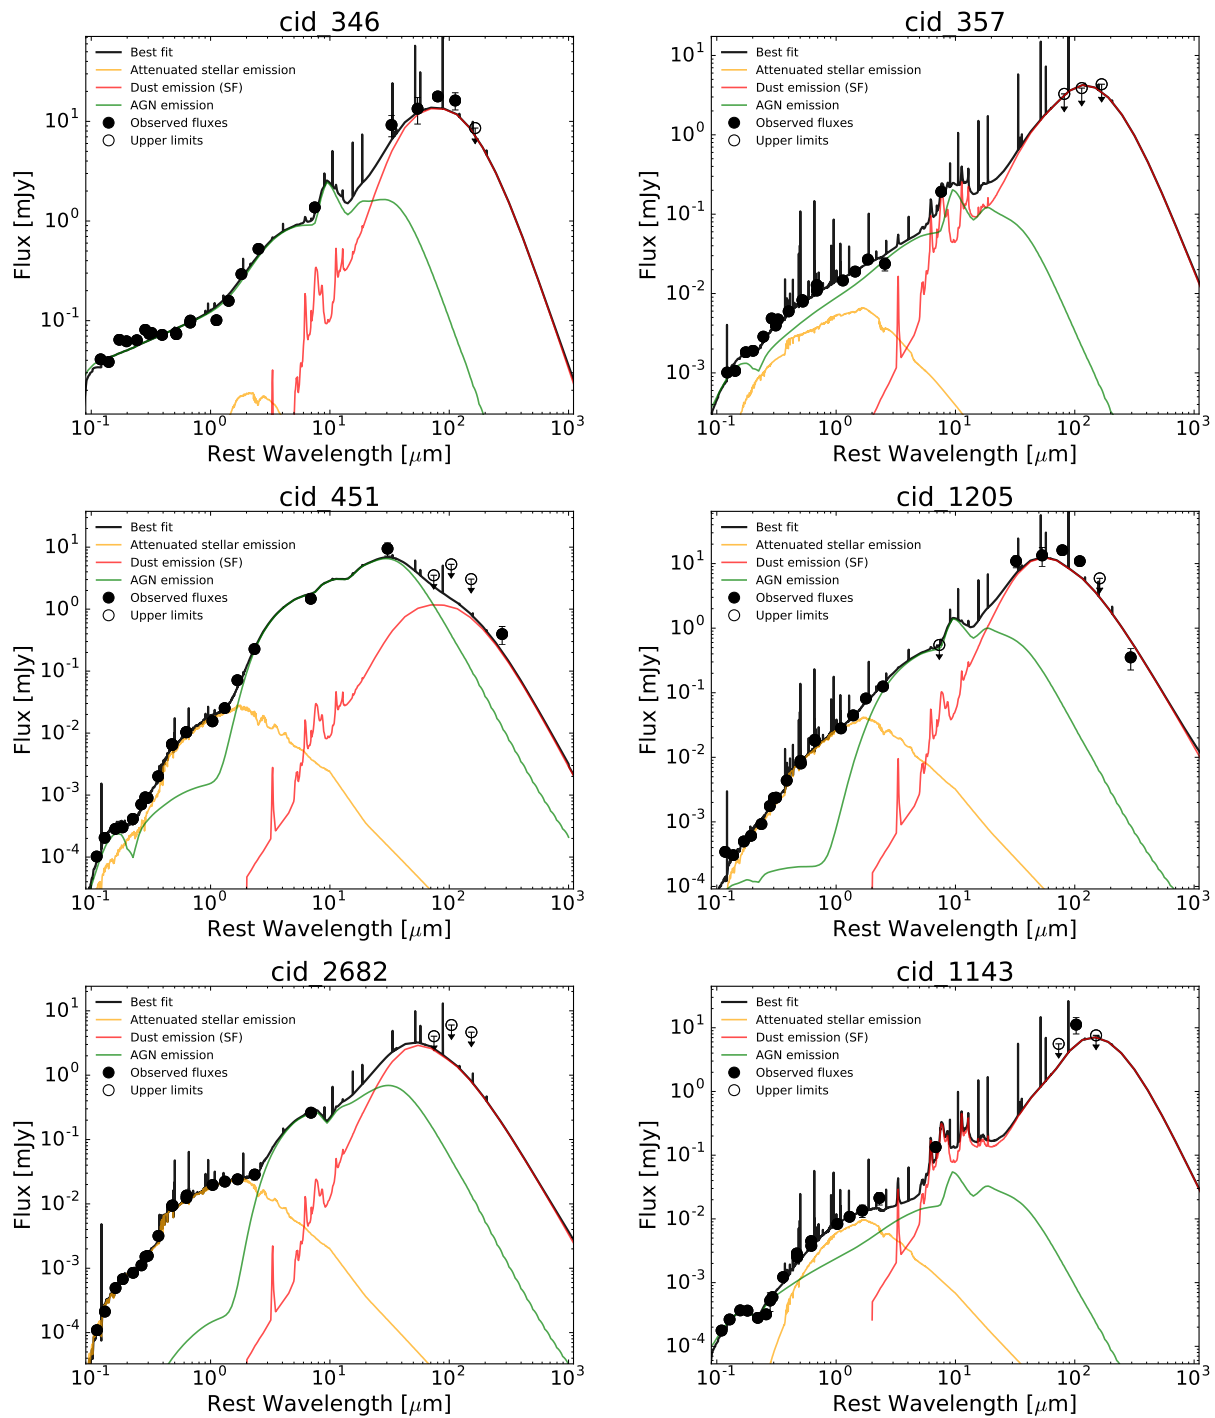 cid_346
Flux [mJy]
10¹
10⁰
10⁻¹
Best fit
Attenuated stellar emission
Dust emission (SF)
AGN emission
Observed fluxes
Upper limits
10⁻¹ 10⁰ 10¹ 10² 10³
Rest Wavelength [μm]
cid_357
Flux [mJy]
10¹
10⁰
10⁻¹
10⁻²
10⁻³
Best fit
Attenuated stellar emission
Dust emission (SF)
AGN emission
Observed fluxes
Upper limits
10⁻¹ 10⁰ 10¹ 10² 10³
Rest Wavelength [μm]
cid_451
Flux [mJy]
10¹
10⁰
10⁻¹
10⁻²
10⁻³
10⁻⁴
Best fit
Attenuated stellar emission
Dust emission (SF)
AGN emission
Observed fluxes
Upper limits
10⁻¹ 10⁰ 10¹ 10² 10³
Rest Wavelength [μm]
cid_1205
Flux [mJy]
10¹
10⁰
10⁻¹
10⁻²
10⁻³
10⁻⁴
Best fit
Attenuated stellar emission
Dust emission (SF)
AGN emission
Observed fluxes
Upper limits
10⁻¹ 10⁰ 10¹ 10² 10³
Rest Wavelength [μm]
cid_2682
Flux [mJy]
10¹
10⁰
10⁻¹
10⁻²
10⁻³
10⁻⁴
Best fit
Attenuated stellar emission
Dust emission (SF)
AGN emission
Observed fluxes
Upper limits
10⁻¹ 10⁰ 10¹ 10² 10³
Rest Wavelength [μm]
cid_1143
Flux [mJy]
10¹
10⁰
10⁻¹
10⁻²
10⁻³
10⁻⁴
Best fit
Attenuated stellar emission
Dust emission (SF)
AGN emission
Observed fluxes
Upper limits
10⁻¹ 10⁰ 10¹ 10² 10³
Rest Wavelength [μm]